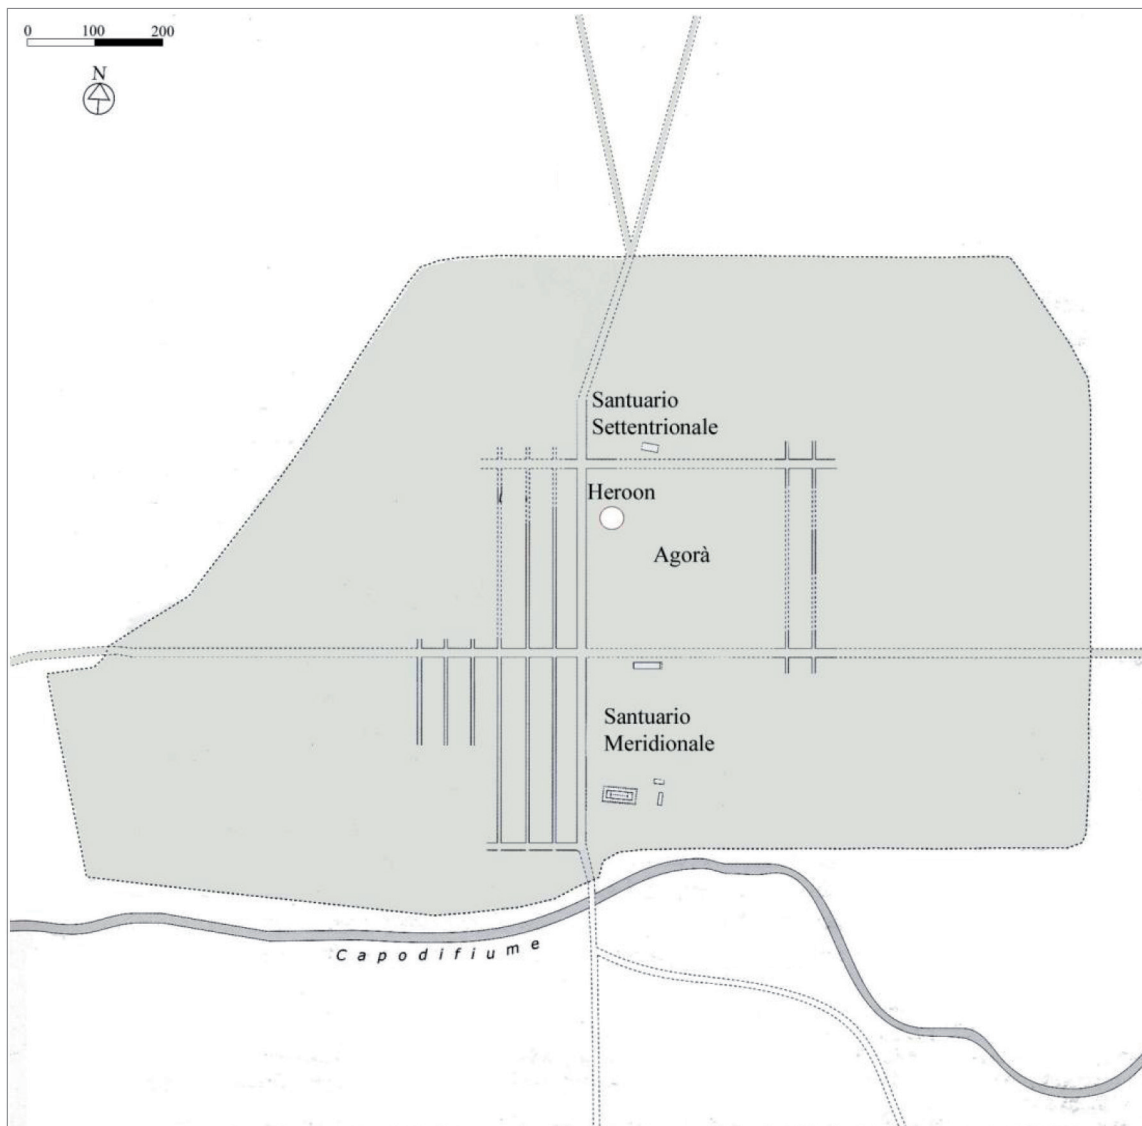 0 100 200
N
Santuario
Settentrionale
Heroon
Agorà
Santuario
Meridionale
Capodifiume